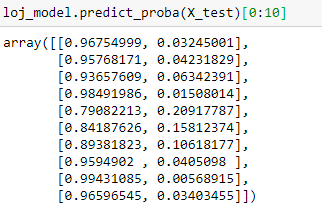 loj_model.predict_proba(X_test)[0:10]
array([[0.96754999, 0.03245001],
[0.95768171, 0.04231829],
[0.93657609, 0.06342391],
[0.98491986, 0.01508014],
[0.79082213, 0.20917787],
[0.84187626, 0.15812374],
[0.89381823, 0.10618177],
[0.9594902 , 0.0405098 ],
[0.99431085, 0.00568915],
[0.96596545, 0.03403455]])